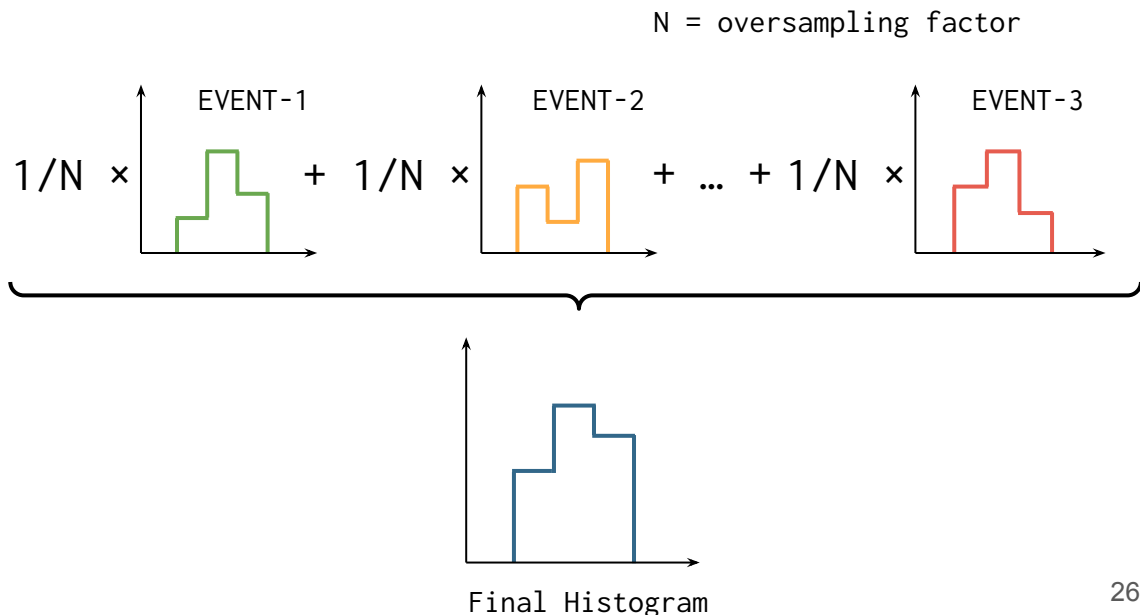 N = oversampling factor
EVENT-1 EVENT-2 EVENT-3
1/N × + 1/N × + … + 1/N ×
Final Histogram
26